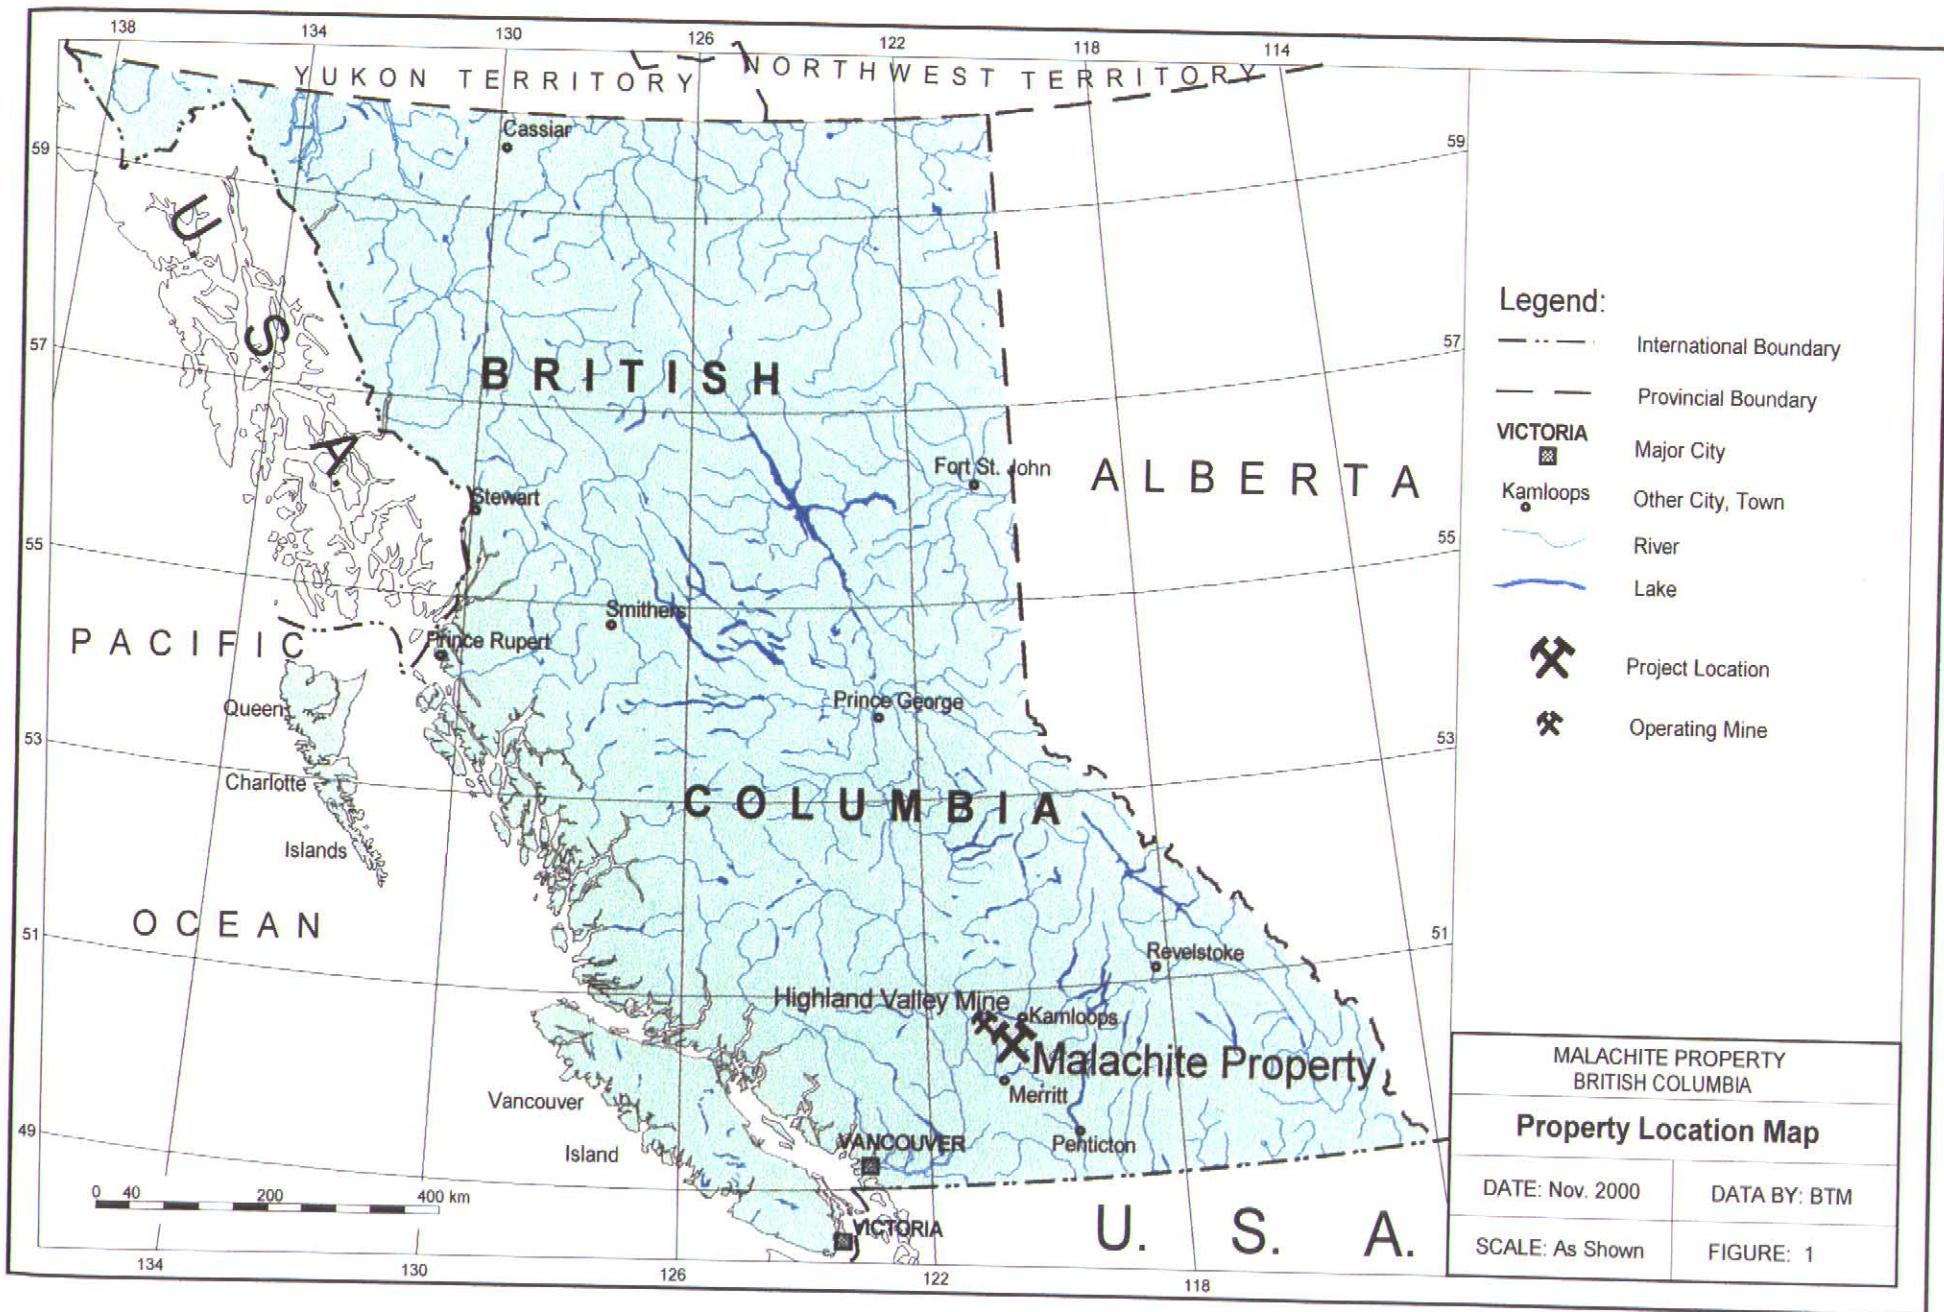 138 134 130 126 122 118 114
YUKON TERRITORY
NORTHWEST TERRITORY
Cassiar
59
59
U
S
A
57
57
BRITISH
Fort St. John
ALBERTA
Stewart
55
55
Smithers
PACIFIC
Prince Rupert
Queen
Prince George
53
53
Charlotte
COLUMBIA
Islands
OCEAN
51
51
Revelstoke
Highland Valley Mine
Kamloops
Malachite Property
Merritt
Vancouver
Island
49
VANCOUVER
Penticton
0 40 200 400 km
VICTORIA
U. S. A.
134 130 126 122 118
Legend:
International Boundary
Provincial Boundary
VICTORIA
Major City
Kamloops
Other City, Town
River
Lake
Project Location
Operating Mine
MALACHITE PROPERTY
BRITISH COLUMBIA
Property Location Map
DATE: Nov. 2000
DATA BY: BTM
SCALE: As Shown
FIGURE: 1